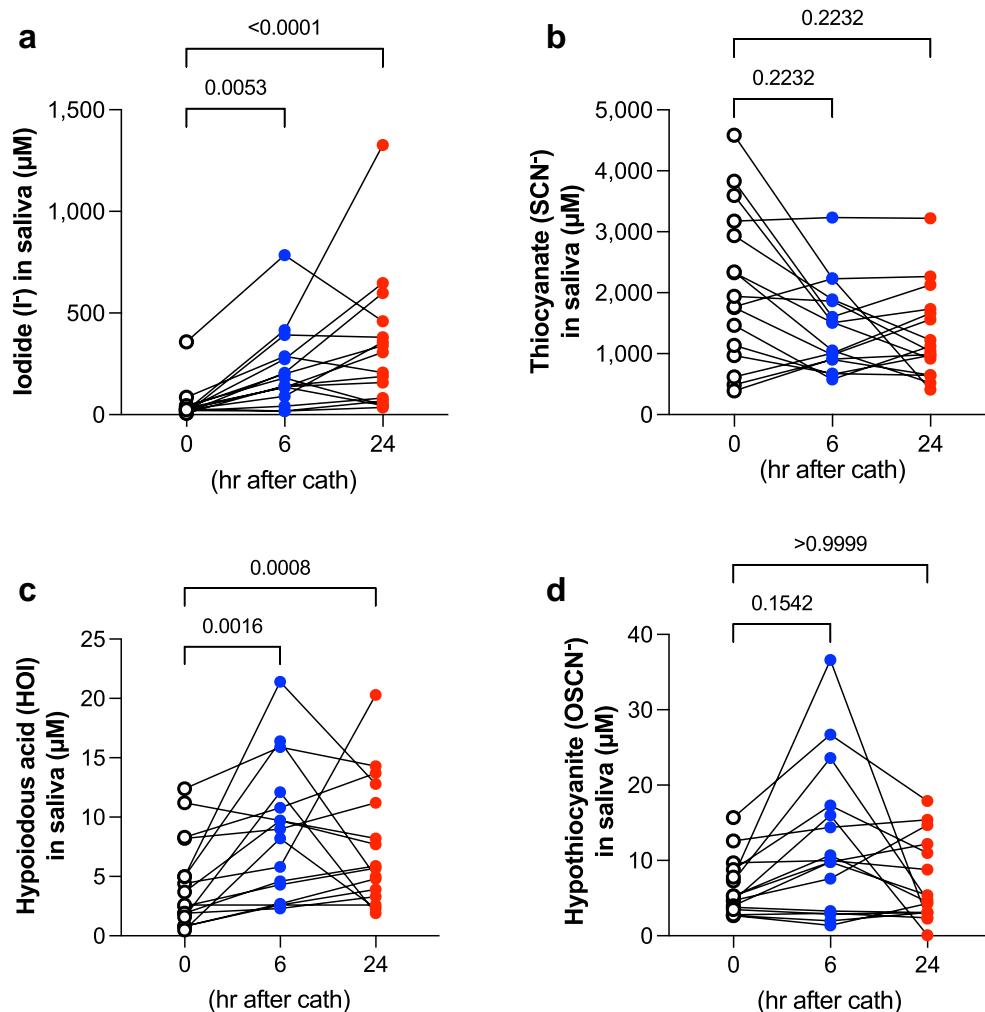 a
<0.0001
0.0053
Iodide (I-) in saliva (µM)
1,500
1,000
500
0
0 6 24
(hr after cath)
b
0.2232
0.2232
Thiocyanate (SCN-)
in saliva
(µM)
5,000
4,000
3,000
2,000
1,000
0
0 6 24
(hr after cath)
c
0.0008
0.0016
Hypoiodous acid (HOI)
in saliva (µM)
25
20
15
10
5
0
0 6 24
(hr after cath)
d
>0.9999
0.1542
Hypothiocyanite (OSCN-)
in saliva (µM)
40
30
20
10
0
0 6 24
(hr after cath)